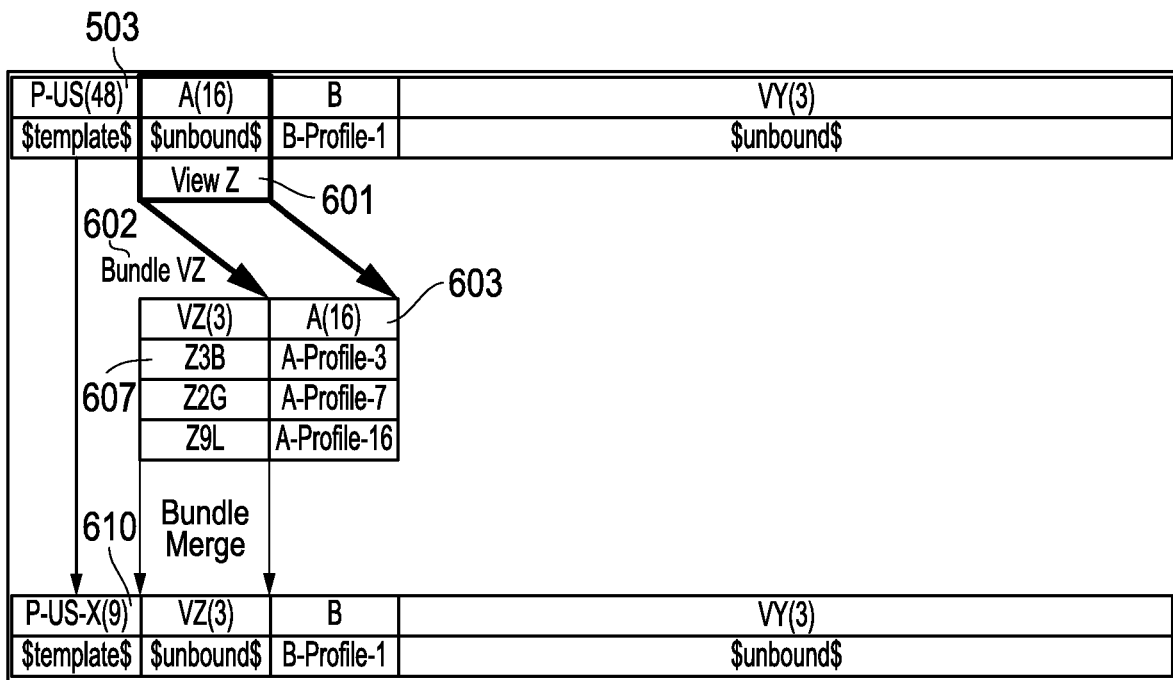 503
P-US(48) A(16) B VY(3)
$template$ $unbound$ B-Profile-1 $unbound$
View Z
601
602
Bundle VZ
603
VZ(3) A(16)
Z3B A-Profile-3
607
Z2G A-Profile-7
Z9L A-Profile-16
610
Bundle
Merge
P-US-X(9) VZ(3) B VY(3)
$template$ $unbound$ B-Profile-1 $unbound$